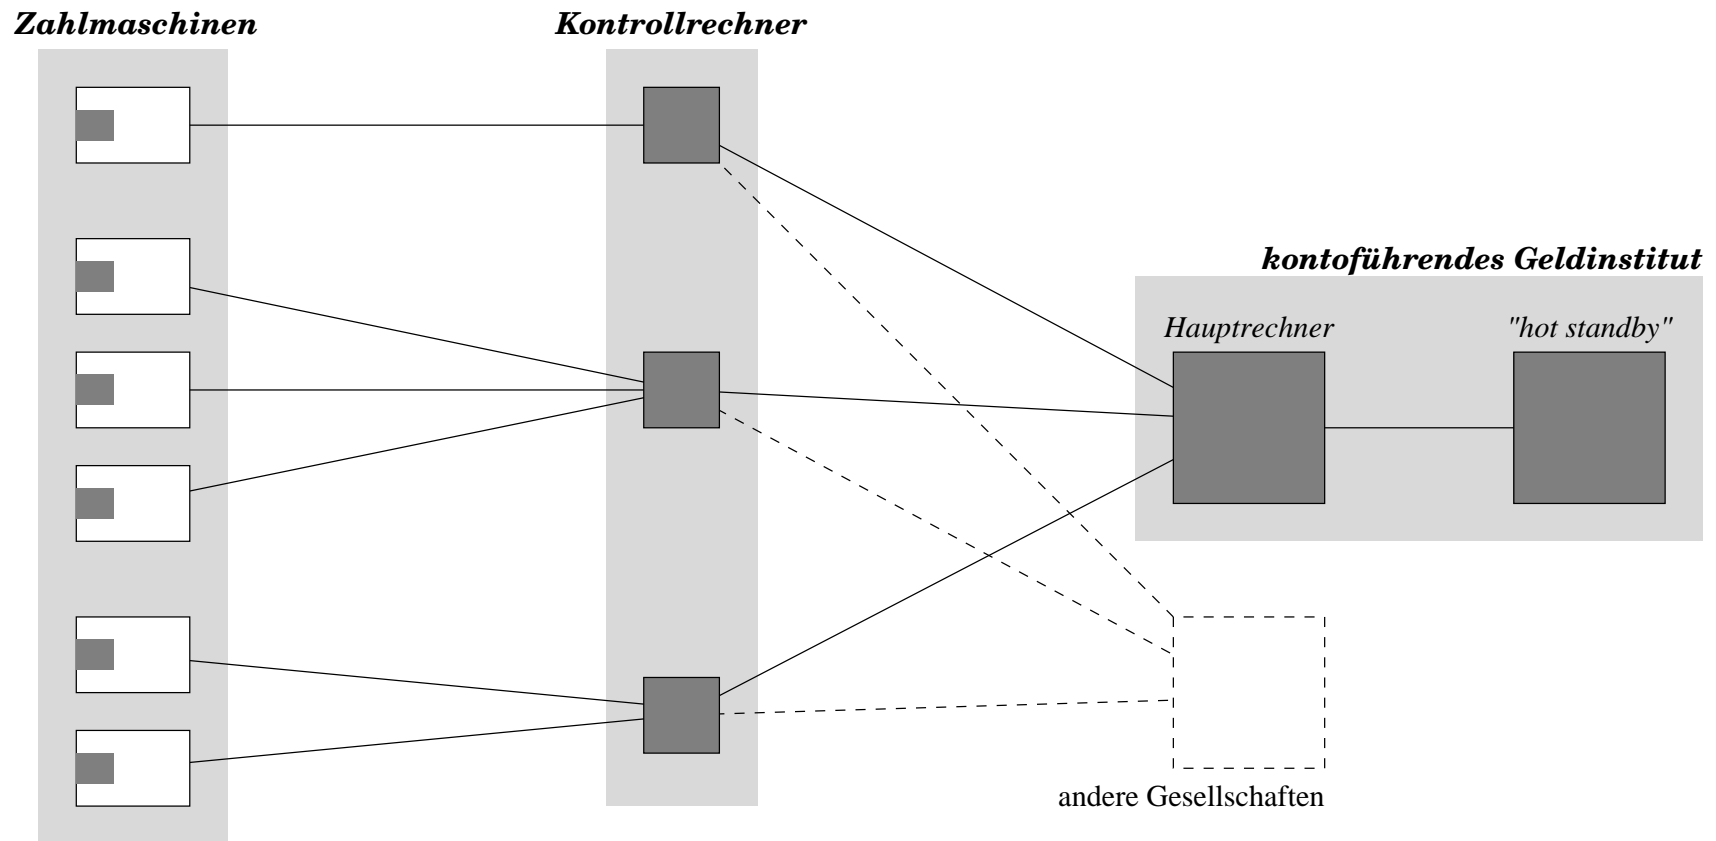 Zahlmaschinen
Kontrollrechner
kontoführendes Geldinstitut
Hauptrechner
"hot standby"
andere Gesellschaften